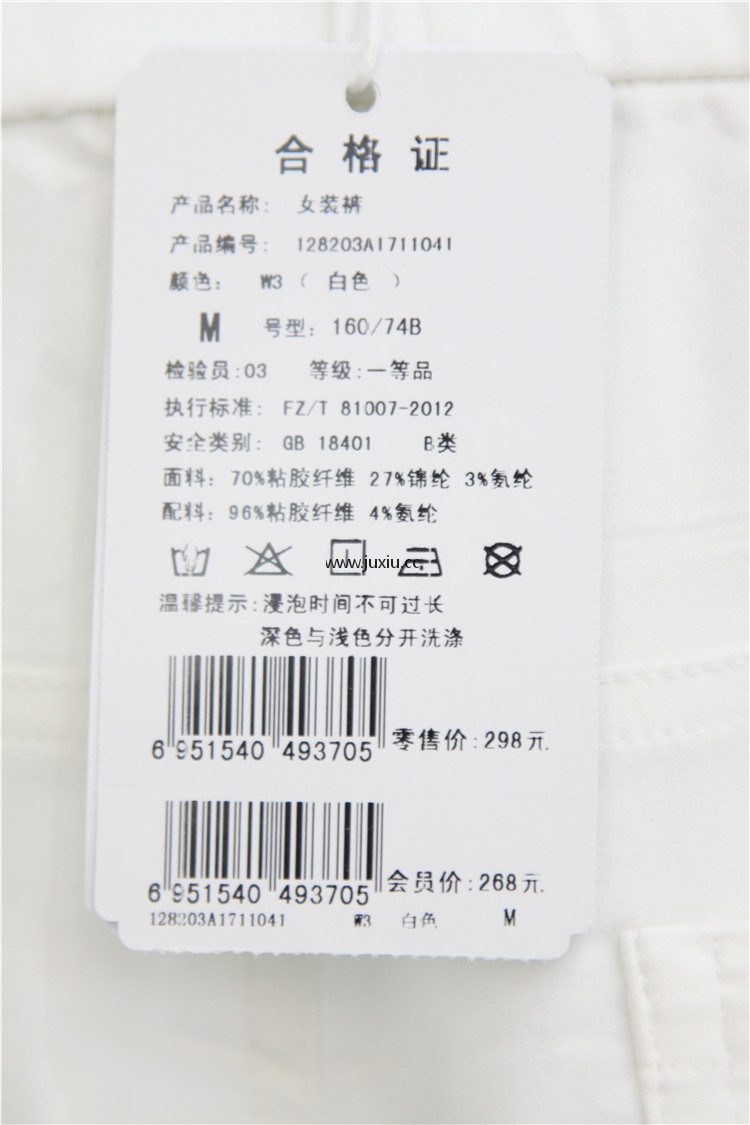 合格证
产品名称: 女装裤
产品编号: 128203A1711041
颜色: W3 ( 白色 )
M 号型: 160/74B
检验员:03 等级:一等品
执行标准: FZ/T 81007-2012
安全类别: GB 18401 B类
面料: 70%粘胶纤维 27%锦纶 3%氨纶
配料: 96%粘胶纤维 4%氨纶
www.juxiu.cc
温馨提示:浸泡时间不可过长
深色与浅色分开洗涤
6 951540 493705 零售价:298元.
6 951540 493705 会员价:268元.
128203A1711041 W3 白色 M